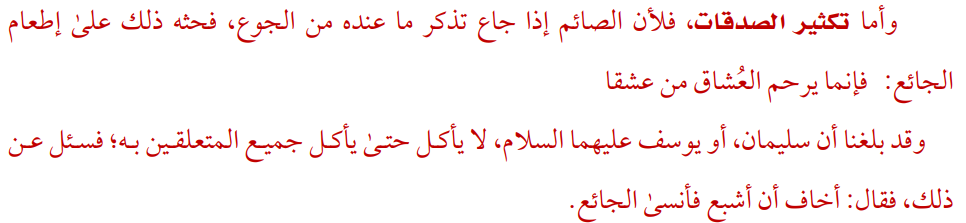 وأما تكثير الصدقات، فلأن الصائم إذا جاع تذكر ما عنده من الجوع، فحثه ذلك علىٰ إطعام
الجائع: فإنما يرحم العُشاق من عشقا
وقد بلغنا أن سليمان، أو يوسف عليهما السلام، لا يأكل حتىٰ يأكل جميع المتعلقين به؛ فسئل عن
ذلك، فقال: أخاف أن أشبع فأنسىٰ الجائع.